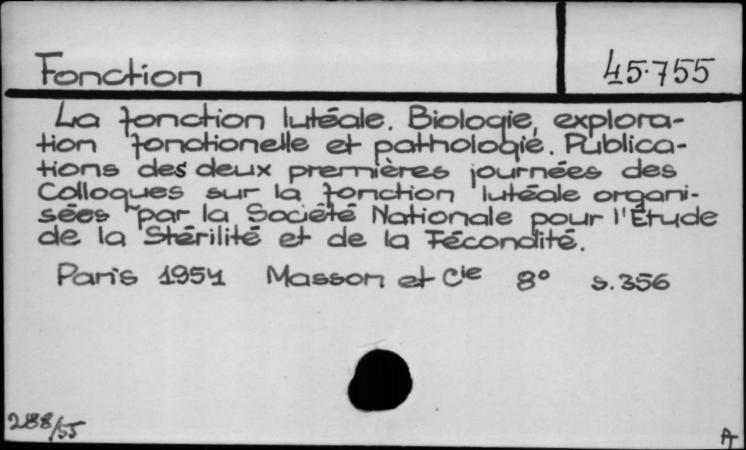 Fonction
45.755
La fonction lutéale. Biologie, explora-
tion fonctionelle et pathologie. Publica-
tions des deux premières journées des
Colloques sur la fonction lutéale organi-
sées par la Société Nationale pour l'Étude
de la Stérilité et de la Fécondité.
Paris 1954 Masson et Cie 8° s. 356
288/55
A